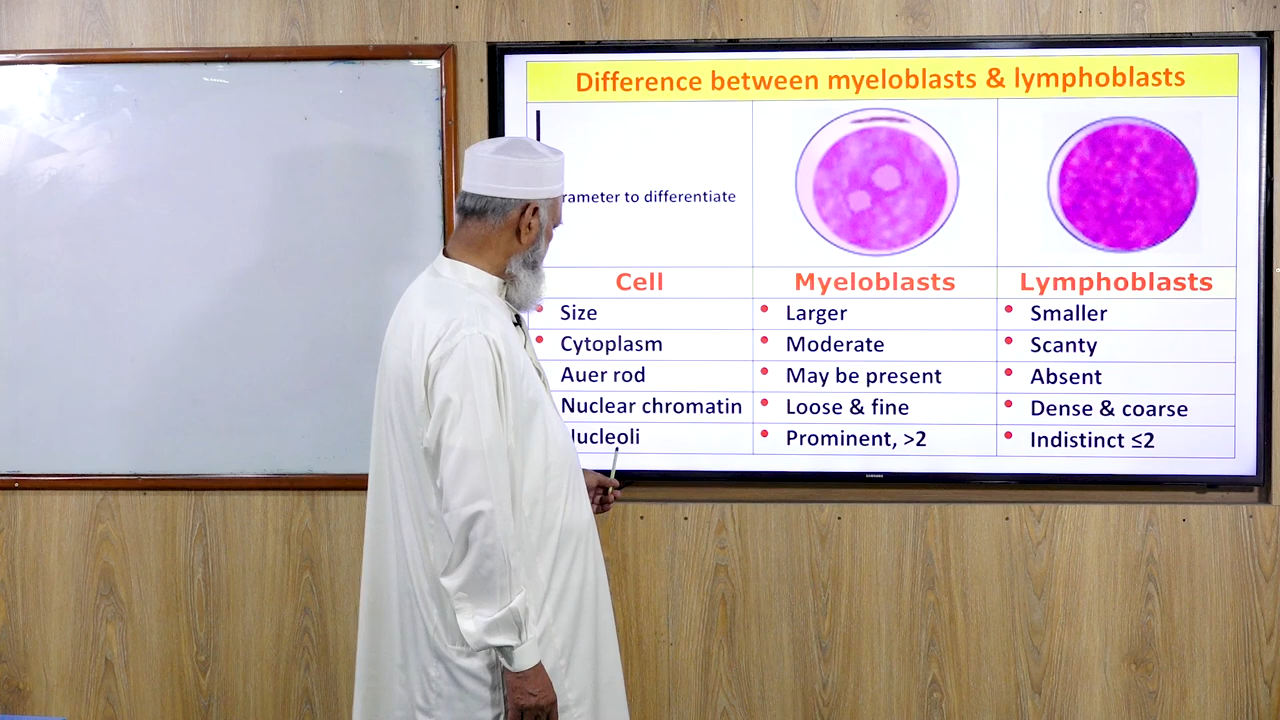 Difference between myeloblasts & lymphoblasts
rameter to differentiate
Cell Myeloblasts Lymphoblasts
Size • Larger • Smaller
• Cytoplasm • Moderate • Scanty
Auer rod • May be present • Absent
Nuclear chromatin • Loose & fine • Dense & coarse
ucleoli • Prominent, >2 • Indistinct ≤2
SAMSUNG